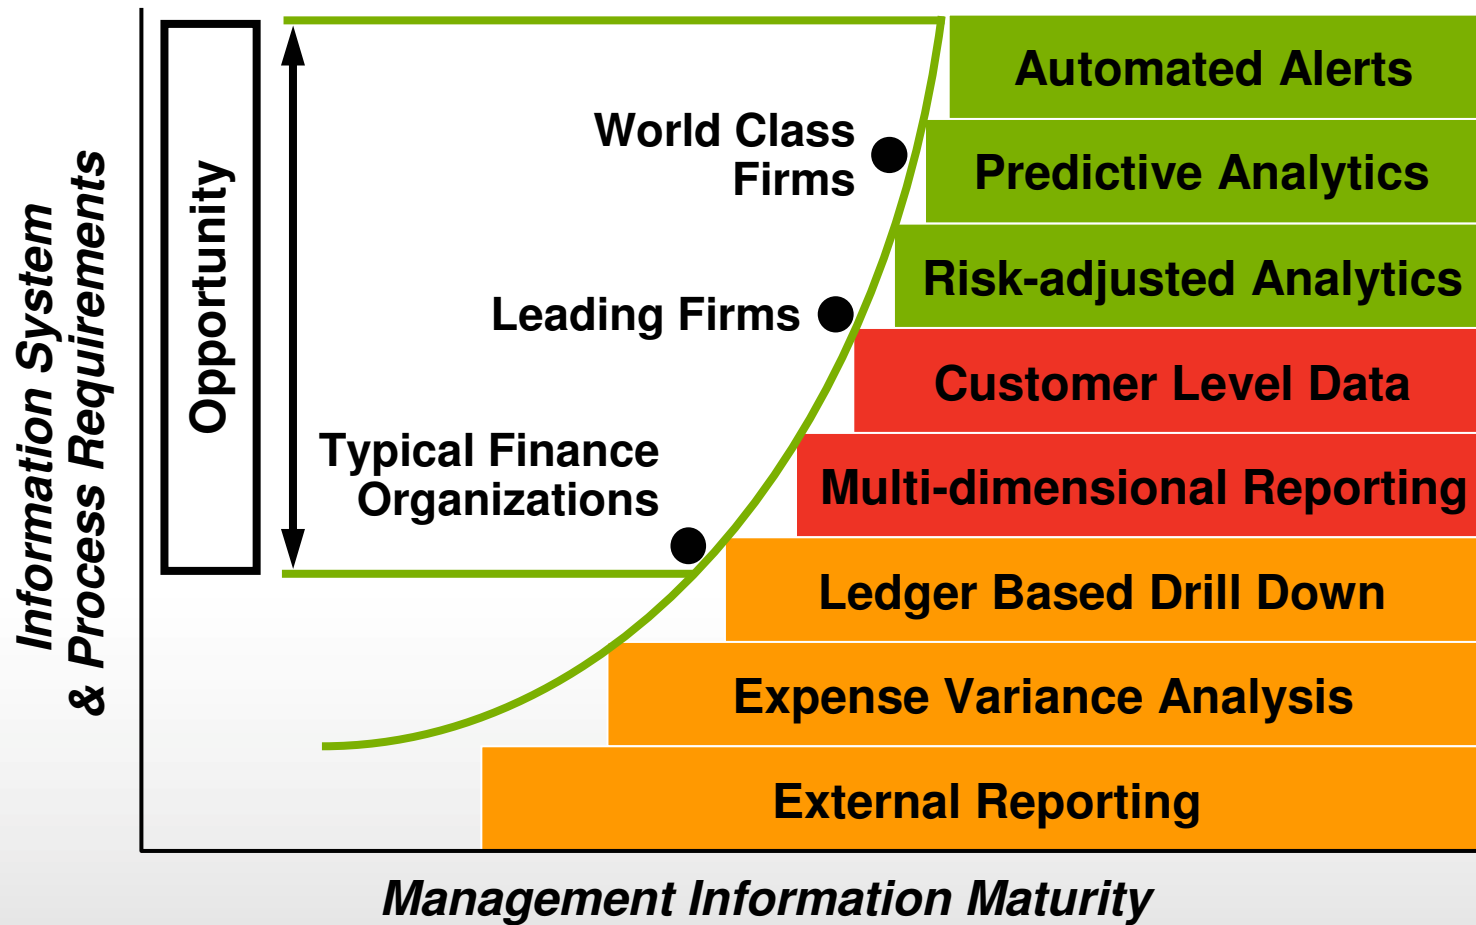 Information System
& Process Requirements
Opportunity
World Class
Firms
Leading Firms
Typical Finance
Organizations
Automated Alerts
Predictive Analytics
Risk-adjusted Analytics
Customer Level Data
Multi-dimensional Reporting
Ledger Based Drill Down
Expense Variance Analysis
External Reporting
Management Information Maturity